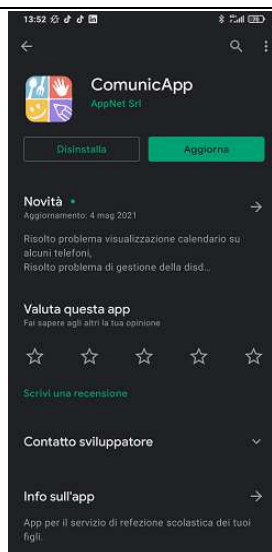 13:52
ComunicApp
AppNet Srl
Disinstalla
Aggiorna
Novità
Aggiornamento: 4 mag 2021
Risolto problema visualizzazione calendario su
alcuni telefoni,
Risolto problema di gestione della disd...
Valuta questa app
Fai sapere agli altri la tua opinione
Scrivi una recensione
Contatto sviluppatore
Info sull'app
App per il servizio di refezione scolastica dei tuoi
figli.